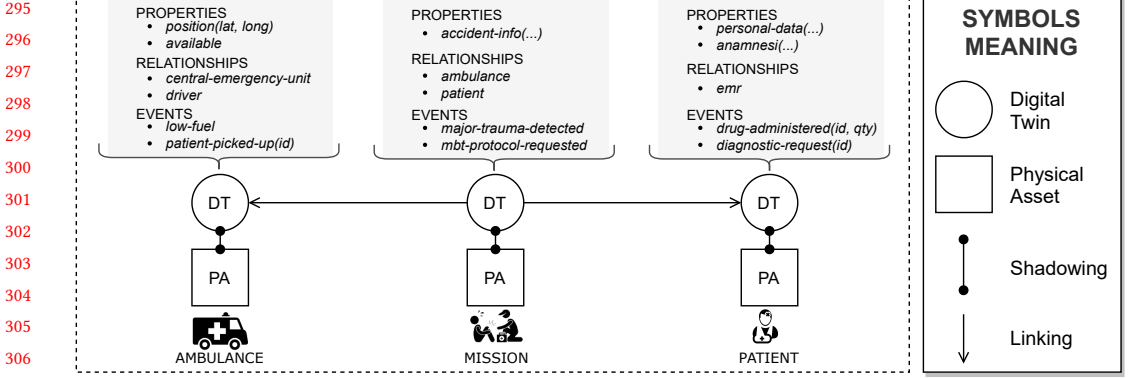 295
296
297
298
299
300
301
302
303
304
305
306
PROPERTIES
• position(lat, long)
• available
RELATIONSHIPS
• central-emergency-unit
• driver
EVENTS
• low-fuel
• patient-picked-up(id)
PROPERTIES
• accident-info(...)
RELATIONSHIPS
• ambulance
• patient
EVENTS
• major-trauma-detected
• mbt-protocol-requested
PROPERTIES
• personal-data(...)
• anamnesi(...)
RELATIONSHIPS
• emr
EVENTS
• drug-administered(id, qty)
• diagnostic-request(id)
DT
DT
DT
PA
PA
PA
AMBULANCE
MISSION
PATIENT
SYMBOLS
MEANING
Digital
Twin
Physical
Asset
Shadowing
Linking